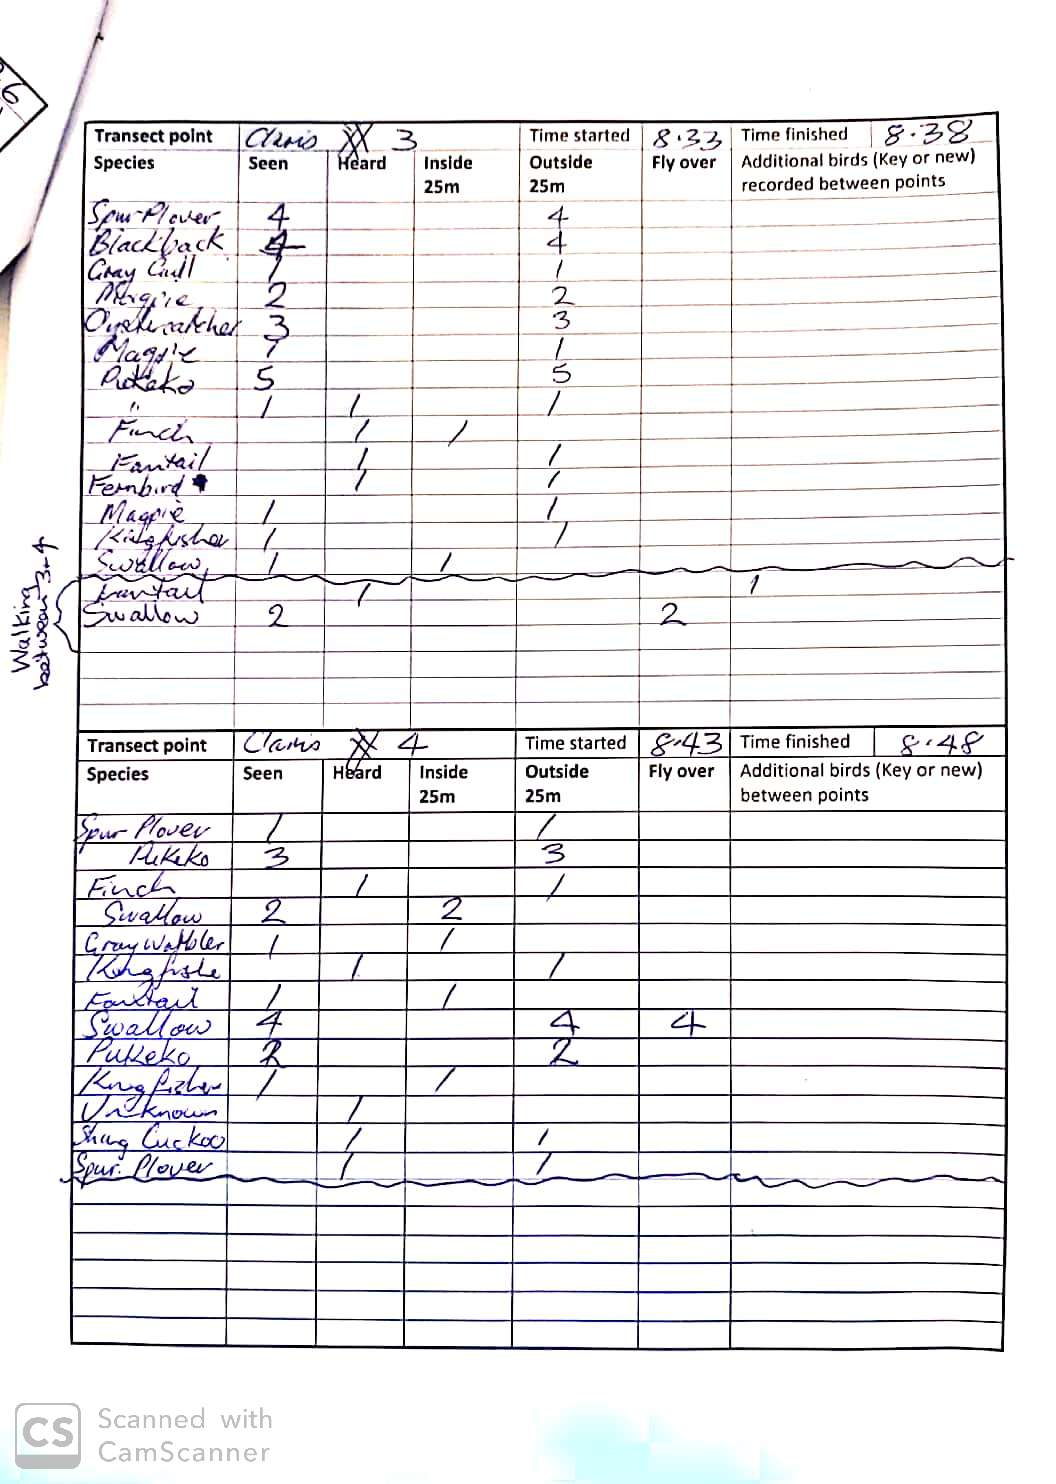 .6
Transect point Claris 3 Time started 8.33 Time finished 8.38
Species Seen Heard Inside 25m Outside 25m Fly over Additional birds (Key or new) recorded between points
Spur-Plover 4 4
Blackback 4 4
Gray Gull 1 1
Magpie 2 2
Oystercatcher 3 3
Magpie 1 1
Pukeko 5 5
" 1 1 1
Finch 1 1
Fantail 1 1
Fernbird 1 1
Magpie 1 1
Kingfisher 1 1
Swallow 1 1
Walking between 3-4
Fantail 1 1
Swallow 2 2
Transect point Claris 4 Time started 8.43 Time finished 8.48
Species Seen Heard Inside 25m Outside 25m Fly over Additional birds (Key or new) between points
Spur Plover 1 1
Pukeko 3 3
Finch 1 1
Swallow 2 2
Gray Warbler 1 1
Kingfishe 1 1
Fantail 1 1
Swallow 4 4 4
Pukeko 2 2
Kingfisher 1 1
Unknown 1
Shing Cuckoo 1 1
Spur. Plover 1 1
CS Scanned with
CamScanner